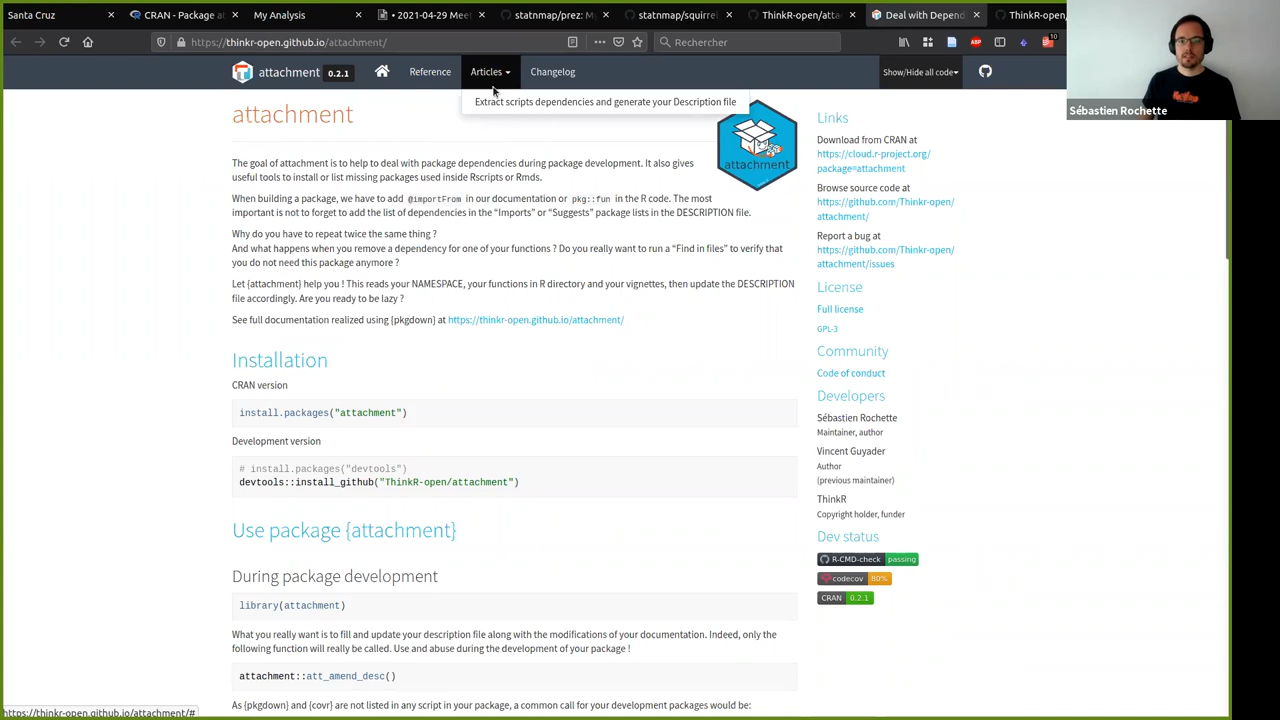 Santa Cruz
CRAN - Package at
My Analysis
• 2021-04-29 Mee
statnmap/prez: M
statnmap/squirre
ThinkR-open/atta
Deal with Depend
ThinkR-open/
https://thinkr-open.github.io/attachment/
Rechercher
10
attachment 0.2.1
Reference
Articles
Changelog
Show/Hide all code
Extract scripts dependencies and generate your Description file
Sébastien Rochette
attachment
attachment
The goal of attachment is to help to deal with package dependencies during package development. It also gives
useful tools to install or list missing packages used inside Rscripts or Rmds.
When building a package, we have to add @importFrom in our documentation or pkg::fun in the R code. The most
important is not to forget to add the list of dependencies in the “Imports” or “Suggests” package lists in the DESCRIPTION file.
Why do you have to repeat twice the same thing ?
And what happens when you remove a dependency for one of your functions ? Do you really want to run a “Find in files” to verify that
you do not need this package anymore ?
Let {attachment} help you ! This reads your NAMESPACE, your functions in R directory and your vignettes, then update the DESCRIPTION
file accordingly. Are you ready to be lazy ?
See full documentation realized using {pkgdown} at https://thinkr-open.github.io/attachment/
Installation
CRAN version
install.packages("attachment")
Development version
# install.packages("devtools")
devtools::install_github("ThinkR-open/attachment")
Use package {attachment}
During package development
library(attachment)
What you really want is to fill and update your description file along with the modifications of your documentation. Indeed, only the
following function will really be called. Use and abuse during the development of your package !
attachment::att_amend_desc()
As {pkgdown} and {covr} are not listed in any script in your package, a common call for your development packages would be:
Links
Download from CRAN at
https://cloud.r-project.org/
package=attachment
Browse source code at
https://github.com/Thinkr-open/
attachment/
Report a bug at
https://github.com/Thinkr-open/
attachment/issues
License
Full license
GPL-3
Community
Code of conduct
Developers
Sébastien Rochette
Maintainer, author
Vincent Guyader
Author
(previous maintainer)
ThinkR
Copyright holder, funder
Dev status
R-CMD-check passing
codecov 80%
CRAN 0.2.1
https://thinkr-open.github.io/attachment/#